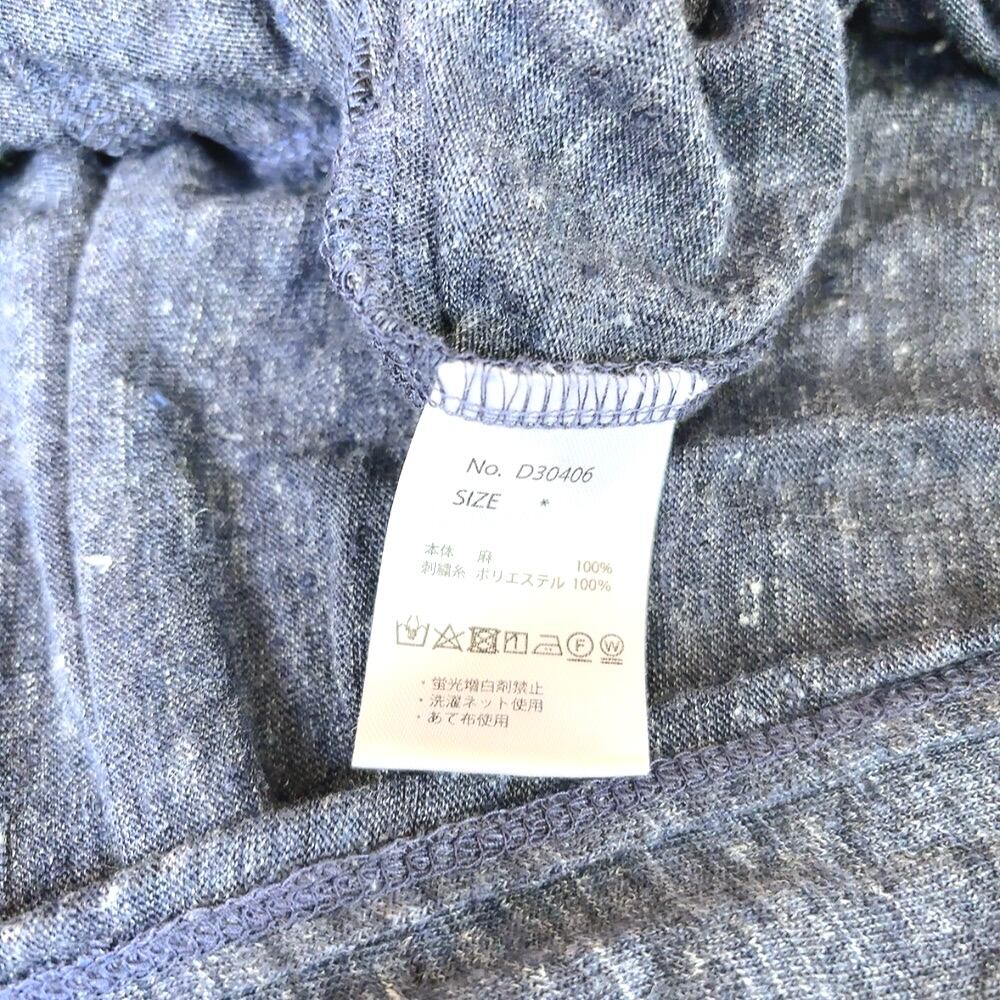 No. D30406
SIZE *
本体 麻 100%
刺繍糸 ポリエステル 100%
F W
・蛍光増白剤禁止
・洗濯ネット使用
・あて布使用